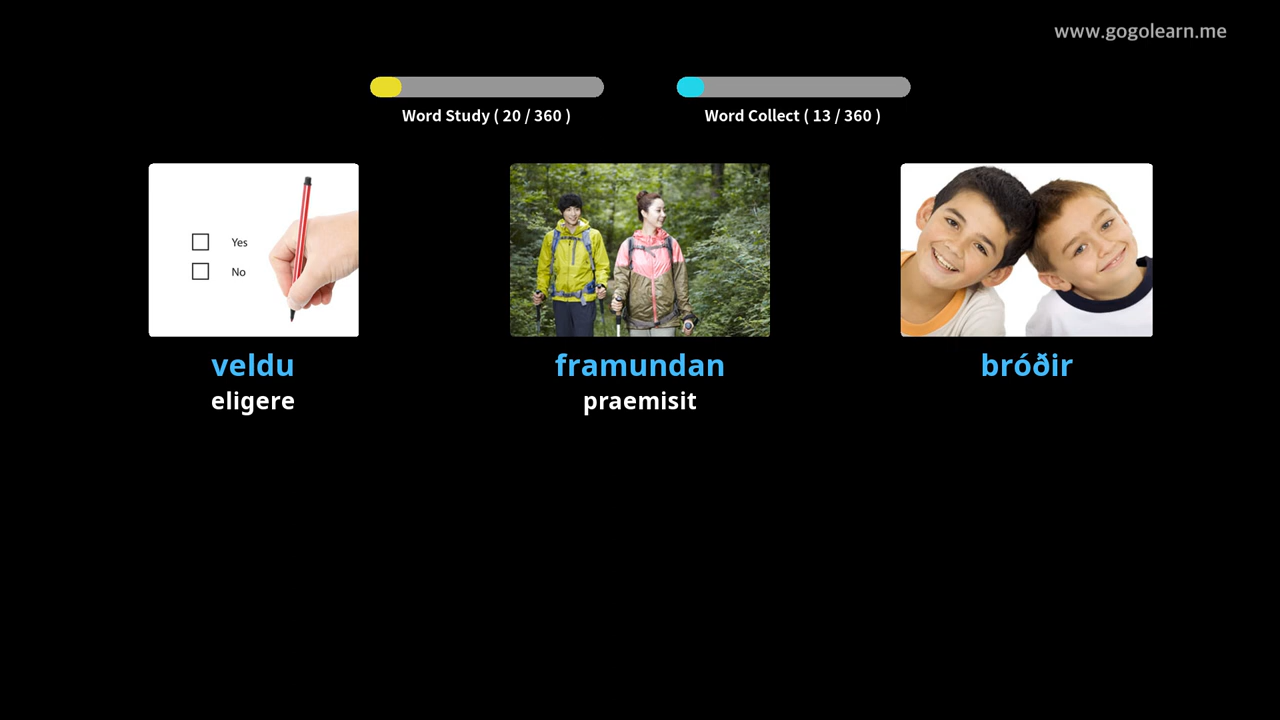 www.gogolearn.me
Word Study ( 20 / 360 )
Word Collect ( 13 / 360 )
Yes
No
veldu
eligere
framundan
praemisit
bróðir